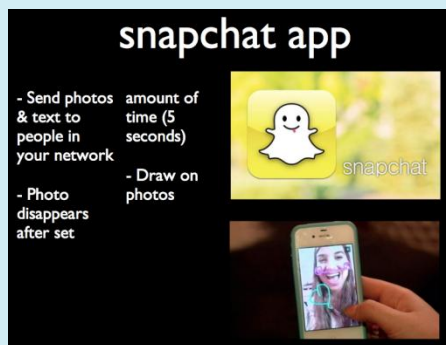 snapchat app
- Send photos
& text to
people in
your network
- Photo
disappears
after set
amount of
time (5
seconds)
- Draw on
photos
snapchat